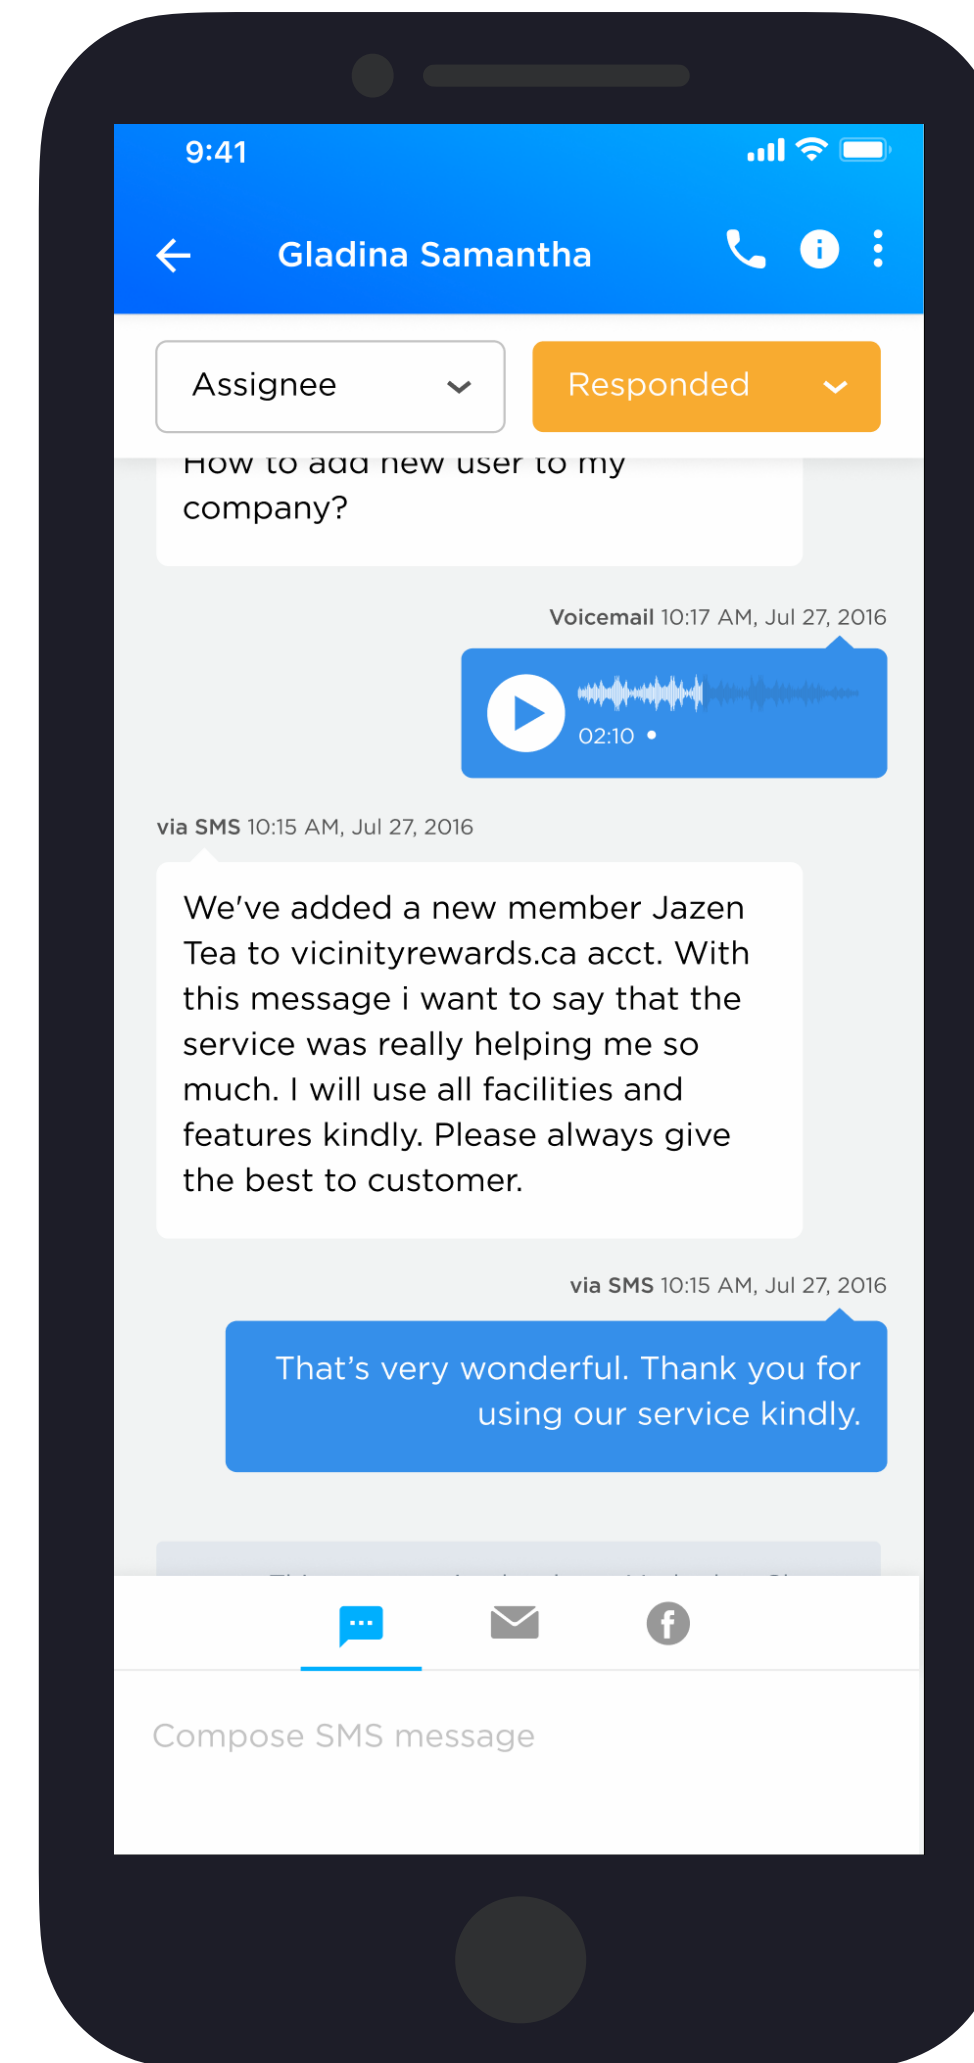 9:41
Gladina Samantha
Assignee
Responded
How to add new user to my
company?
Voicemail 10:17 AM, Jul 27, 2016
02:10
via SMS 10:15 AM, Jul 27, 2016
We've added a new member Jazen
Tea to vicinityrewards.ca acct. With
this message i want to say that the
service was really helping me so
much. I will use all facilities and
features kindly. Please always give
the best to customer.
via SMS 10:15 AM, Jul 27, 2016
That’s very wonderful. Thank you for
using our service kindly.
Compose SMS message